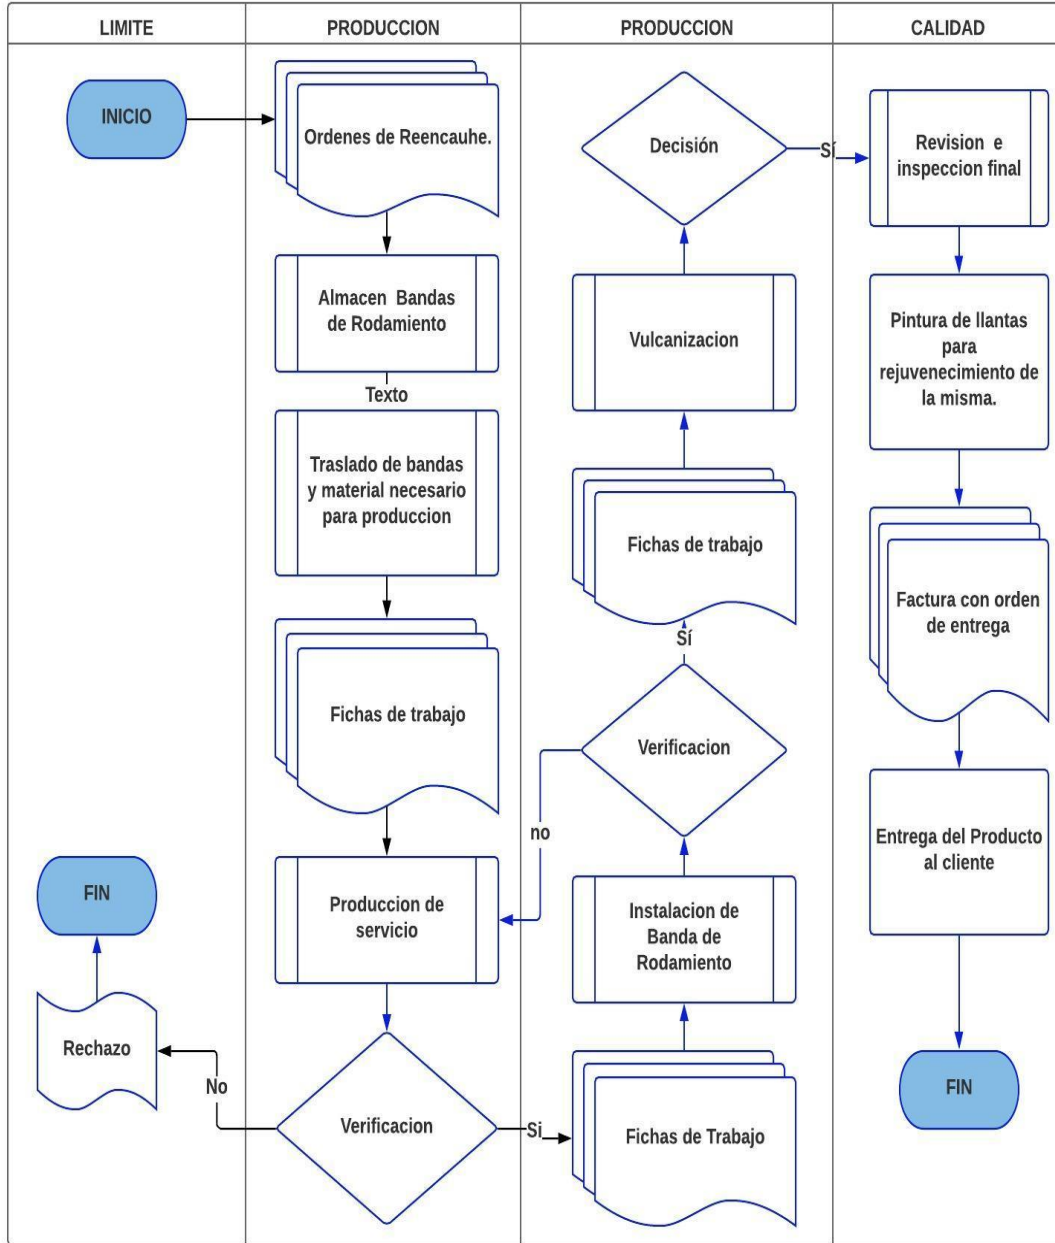 LIMITE
PRODUCCION
PRODUCCION
CALIDAD
INICIO
Ordenes de Reencauhe.
Almacen Bandas
de Rodamiento
Texto
Traslado de bandas
y material necesario
para produccion
Fichas de trabajo
Produccion de
servicio
Verificacion
No
Rechazo
FIN
Si
Fichas de Trabajo
Instalacion de
Banda de
Rodamiento
Verificacion
no
Sí
Fichas de trabajo
Vulcanizacion
Decisión
Sí
Revision e
inspeccion final
Pintura de llantas
para
rejuvenecimiento de
la misma.
Factura con orden
de entrega
Entrega del Producto
al cliente
FIN